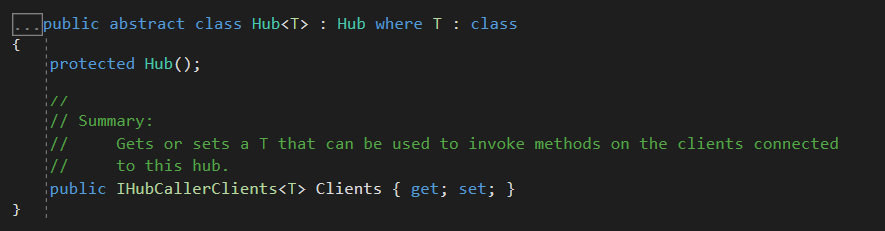 ...public abstract class Hub<T> : Hub where T : class
{
protected Hub();
//
// Summary:
//     Gets or sets a T that can be used to invoke methods on the clients connected
//     to this hub.
public IHubCallerClients<T> Clients { get; set; }
}